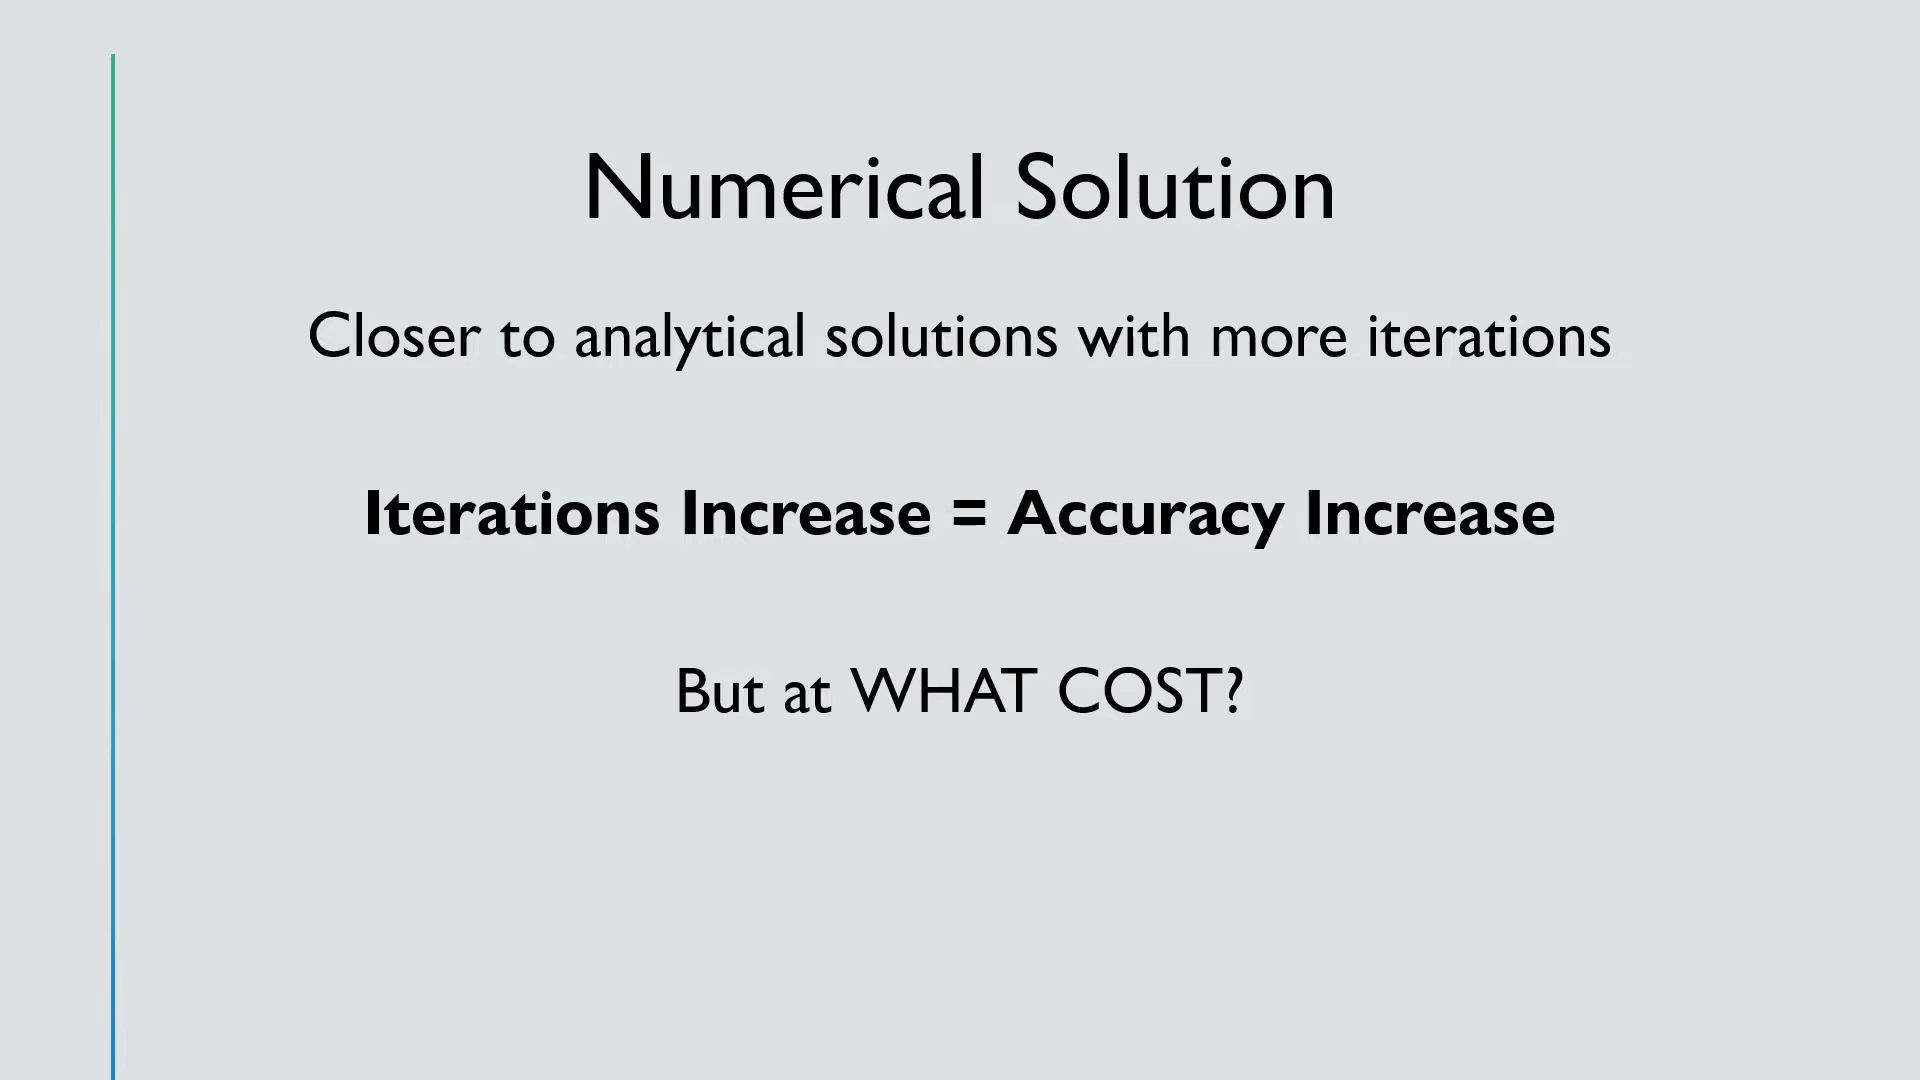 Numerical Solution
Closer to analytical solutions with more iterations
Iterations Increase = Accuracy Increase
But at WHAT COST?